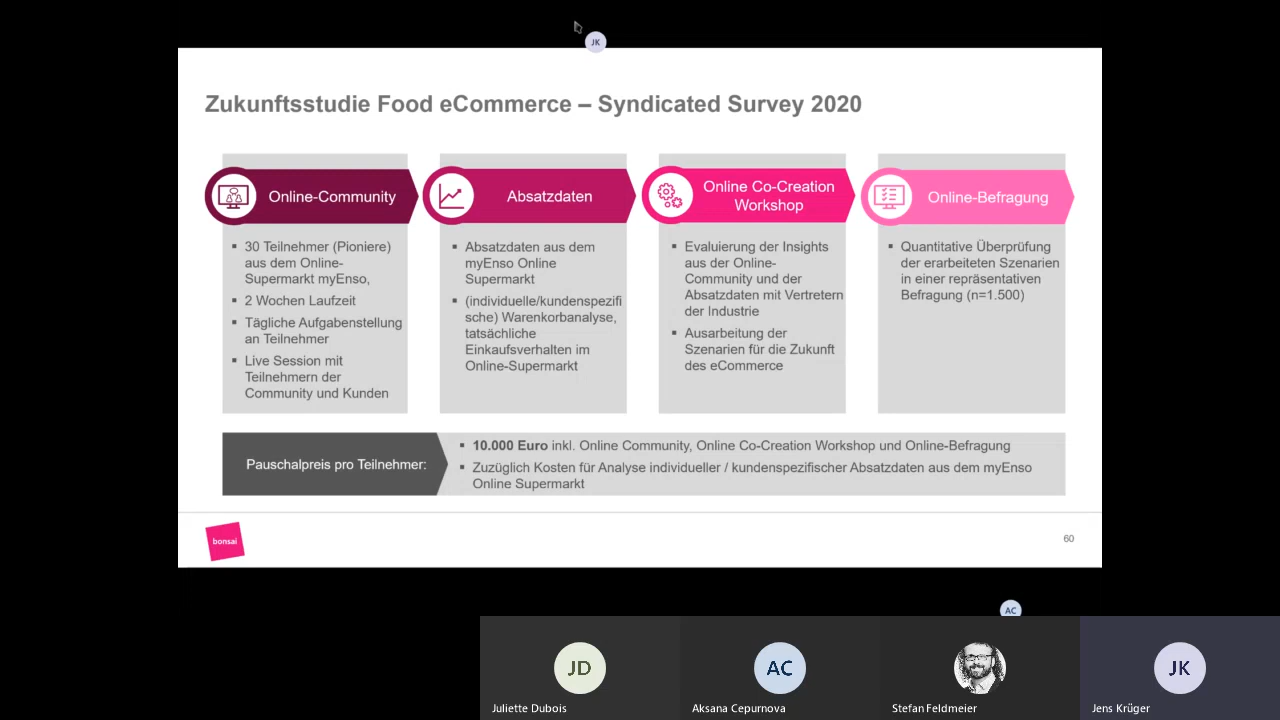 JK
Zukunftsstudie Food eCommerce – Syndicated Survey 2020
Online-Community
▪ 30 Teilnehmer (Pioniere)
aus dem Online-
Supermarkt myEnso,
▪ 2 Wochen Laufzeit
▪ Tägliche Aufgabenstellung
an Teilnehmer
▪ Live Session mit
Teilnehmern der
Community und Kunden
Absatzdaten
▪ Absatzdaten aus dem
myEnso Online
Supermarkt
▪ (individuelle/kundenspezifi
sche) Warenkorbanalyse,
tatsächliche
Einkaufsverhalten im
Online-Supermarkt
Online Co-Creation
Workshop
▪ Evaluierung der Insights
aus der Online-
Community und der
Absatzdaten mit Vertretern
der Industrie
▪ Ausarbeitung der
Szenarien für die Zukunft
des eCommerce
Online-Befragung
▪ Quantitative Überprüfung
der erarbeiteten Szenarien
in einer repräsentativen
Befragung (n=1.500)
Pauschalpreis pro Teilnehmer:
▪ 10.000 Euro inkl. Online Community, Online Co-Creation Workshop und Online-Befragung
▪ Zuzüglich Kosten für Analyse individueller / kundenspezifischer Absatzdaten aus dem myEnso
Online Supermarkt
bonsai
60
AC
JD
AC
JK
Juliette Dubois
Aksana Cepurnova
Stefan Feldmeier
Jens Krüger